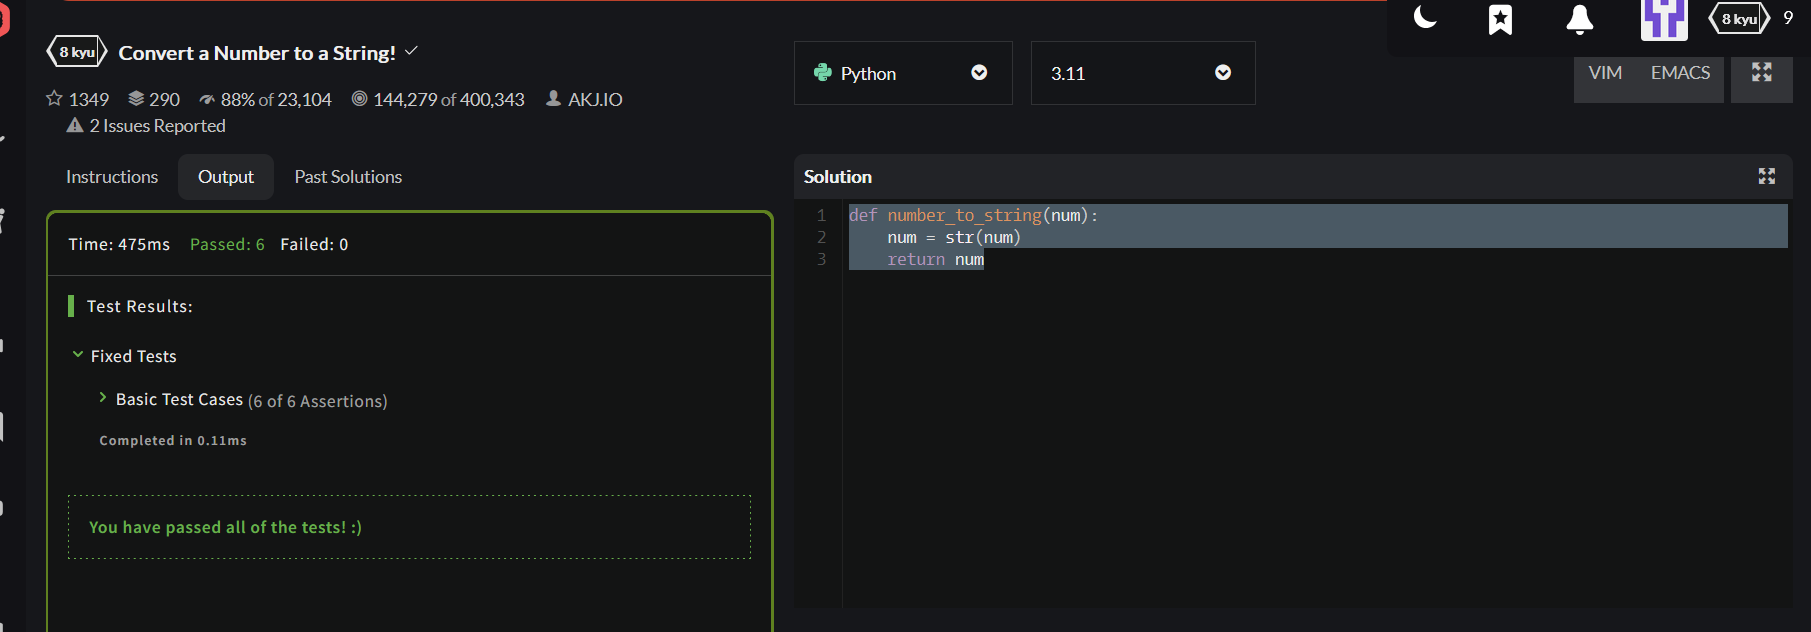 8 kyu 9
8 kyu Convert a Number to a String!
1349 290 88% of 23,104 144,279 of 400,343 AKJ.IO
2 Issues Reported
Python 3.11 VIM EMACS
Instructions Output Past Solutions
Time: 475ms Passed: 6 Failed: 0
Test Results:
Fixed Tests
Basic Test Cases (6 of 6 Assertions)
Completed in 0.11ms
You have passed all of the tests! :)
Solution
1 def number_to_string(num):
2     num = str(num)
3     return num